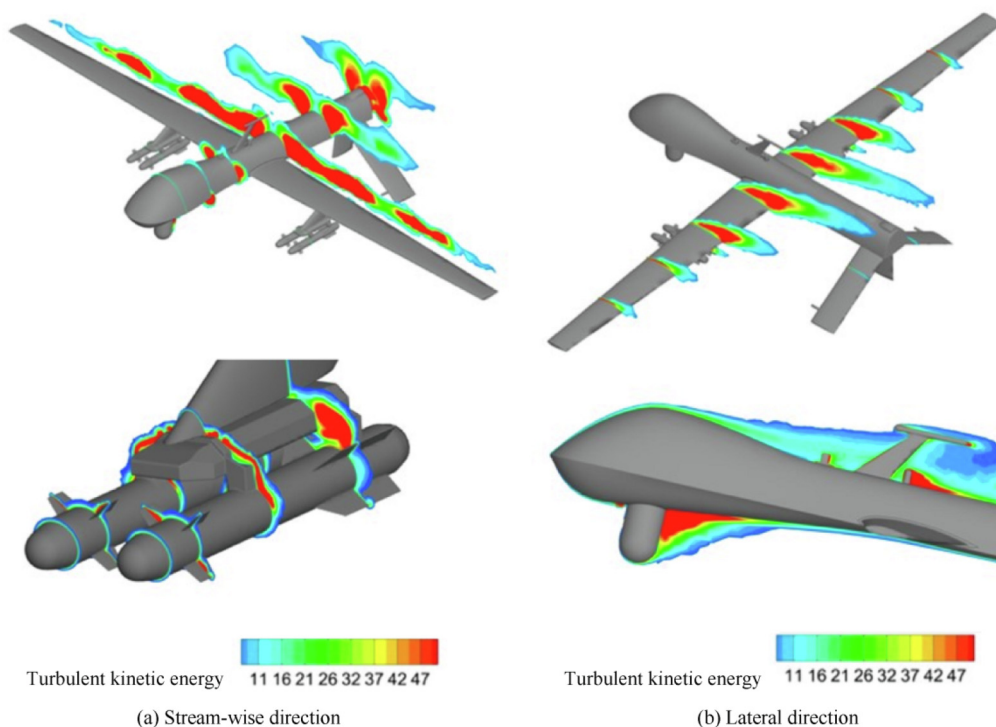 Turbulent kinetic energy
11 16 21 26 32 37 42 47
(a) Stream-wise direction
Turbulent kinetic energy
11 16 21 26 32 37 42 47
(b) Lateral direction